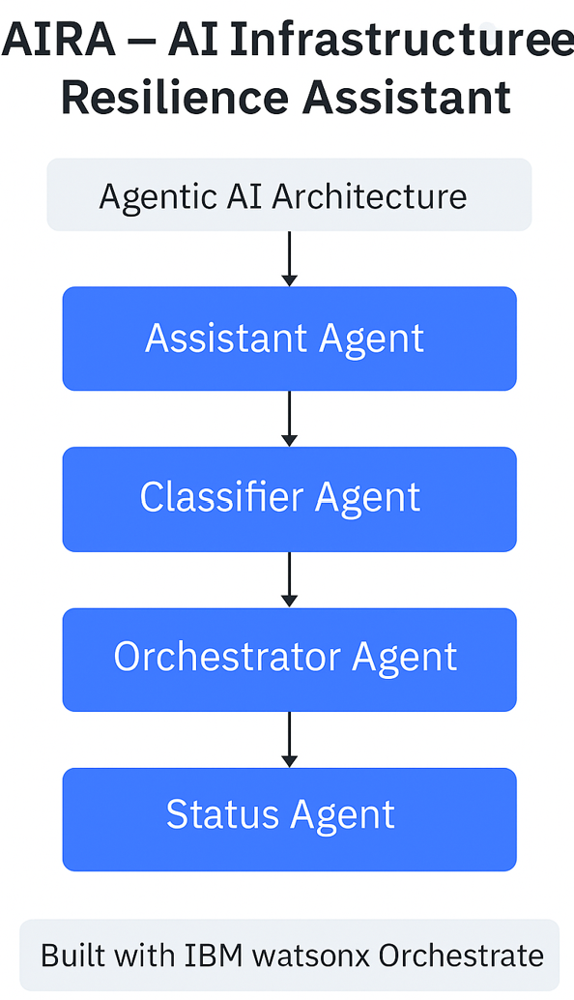 AIRA – AI Infrastructuree
Resilience Assistant
Agentic AI Architecture
Assistant Agent
Classifier Agent
Orchestrator Agent
Status Agent
Built with IBM watsonx Orchestrate